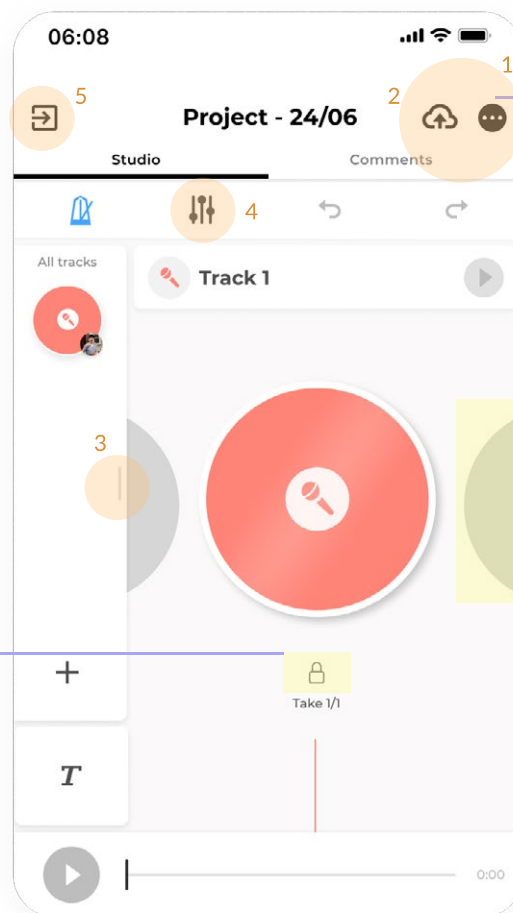 06:08
1
5
Project - 24/06
2
Studio
Comments
4
All tracks
Track 1
3
Take 1/1
T
0:00